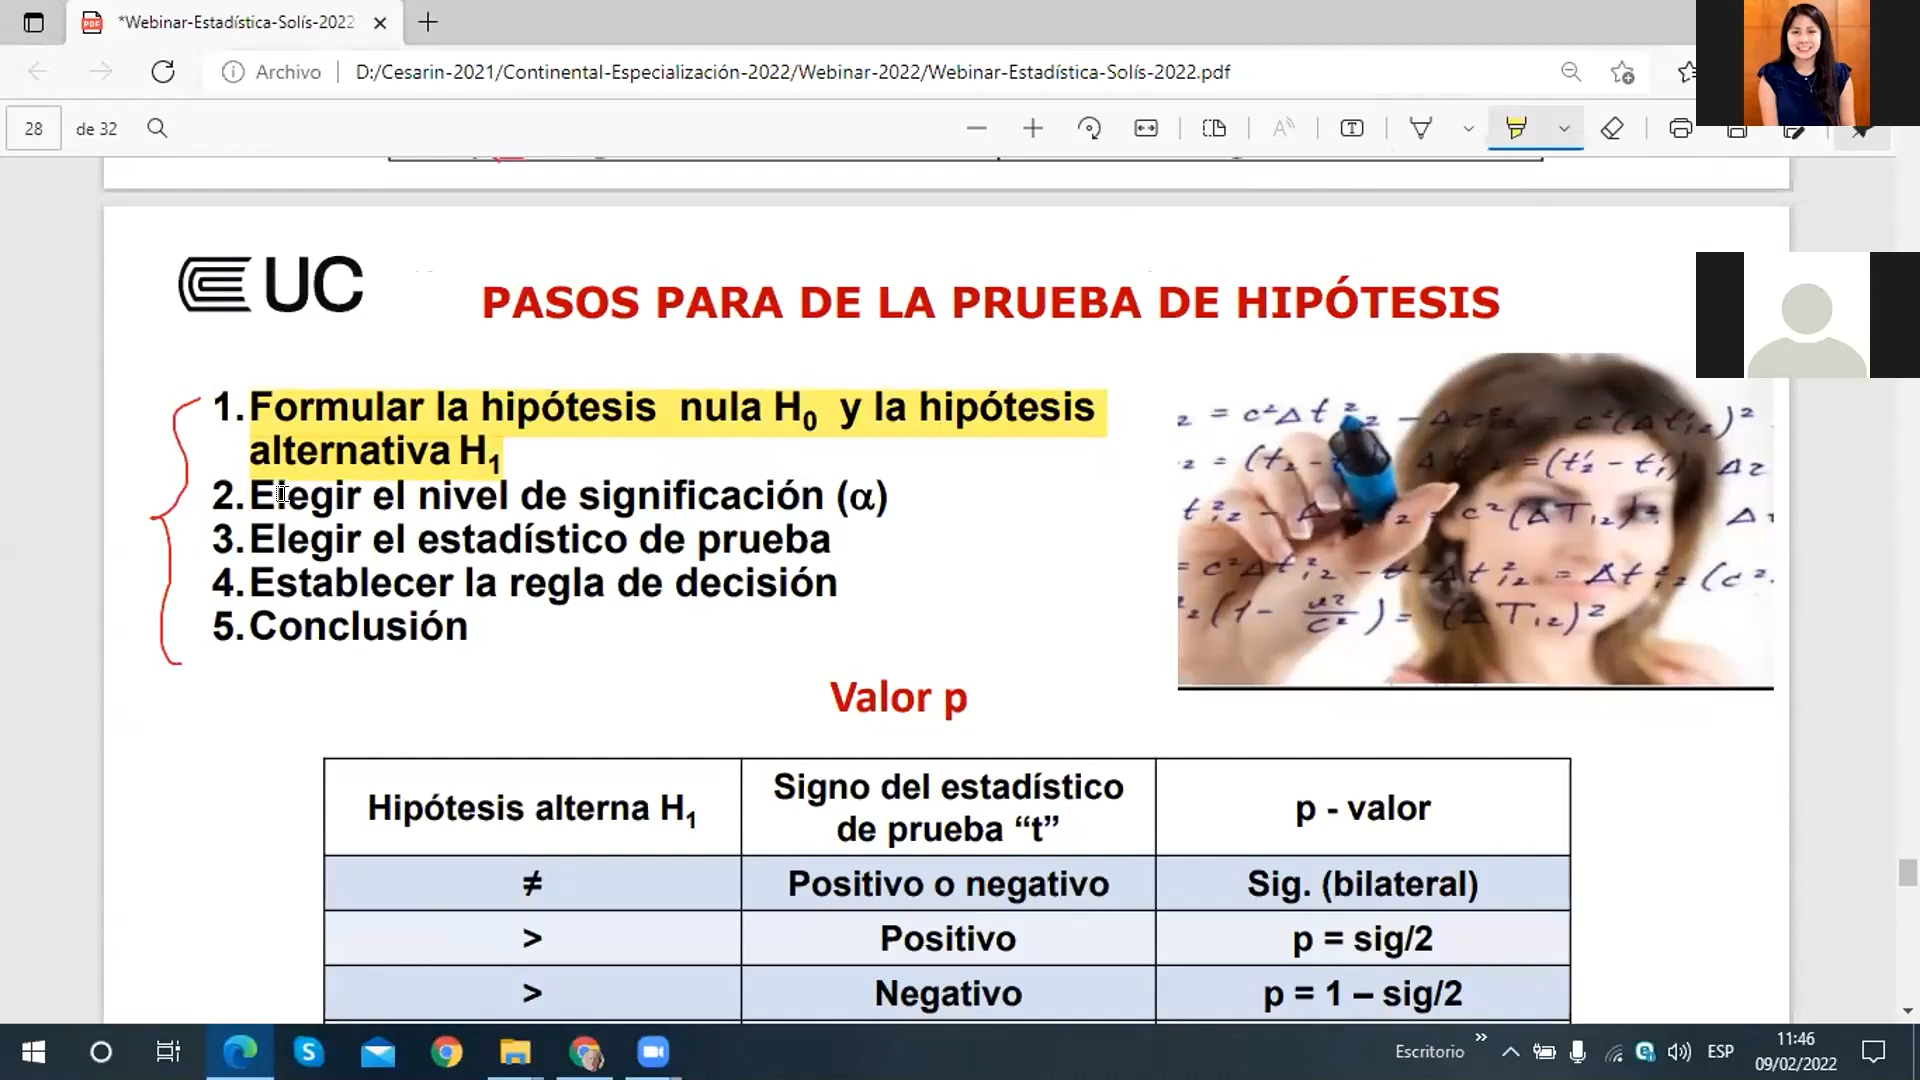 *Webinar-Estadística-Solís-2022
Archivo D:/Cesarin-2021/Continental-Especialización-2022/Webinar-2022/Webinar-Estadística-Solís-2022.pdf
28 de 32
UC
PASOS PARA DE LA PRUEBA DE HIPÓTESIS
1. Formular la hipótesis nula H0 y la hipótesis
alternativa H1
2. Elegir el nivel de significación (α)
3. Elegir el estadístico de prueba
4. Establecer la regla de decisión
5. Conclusión
Valor p
Hipótesis alterna H1 Signo del estadístico de prueba “t” p - valor
≠ Positivo o negativo Sig. (bilateral)
> Positivo p = sig/2
> Negativo p = 1 – sig/2
Escritorio ESP 11:46
09/02/2022